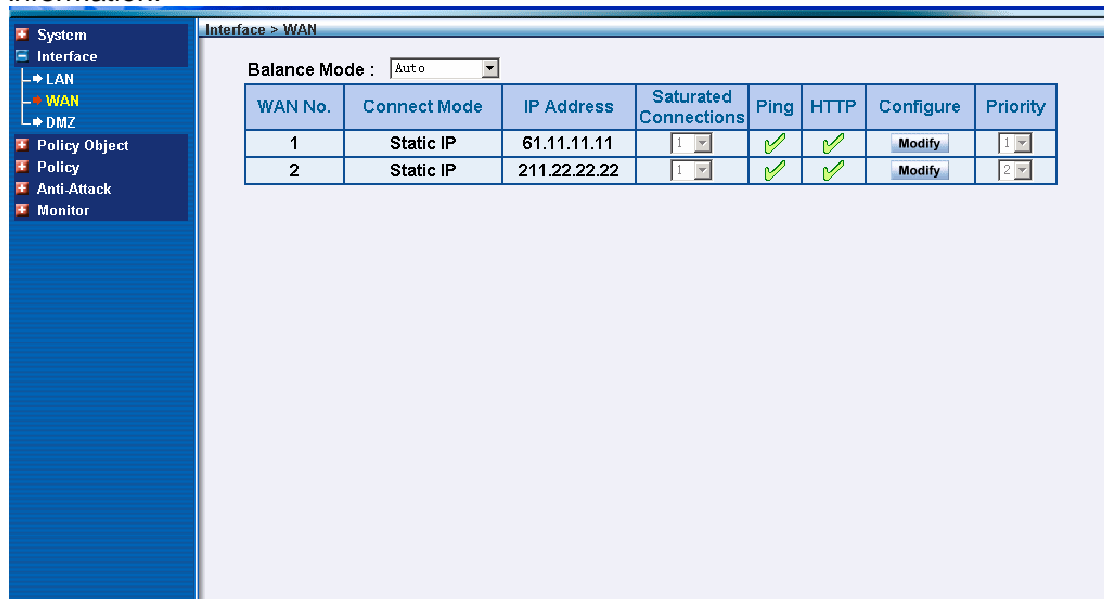 information.
System
Interface
LAN
WAN
DMZ
Policy Object
Policy
Anti-Attack
Monitor
Interface > WAN
Balance Mode : Auto
WAN No. Connect Mode IP Address Saturated Connections Ping HTTP Configure Priority
1 Static IP 61.11.11.11 1 Modify 1
2 Static IP 211.22.22.22 1 Modify 2